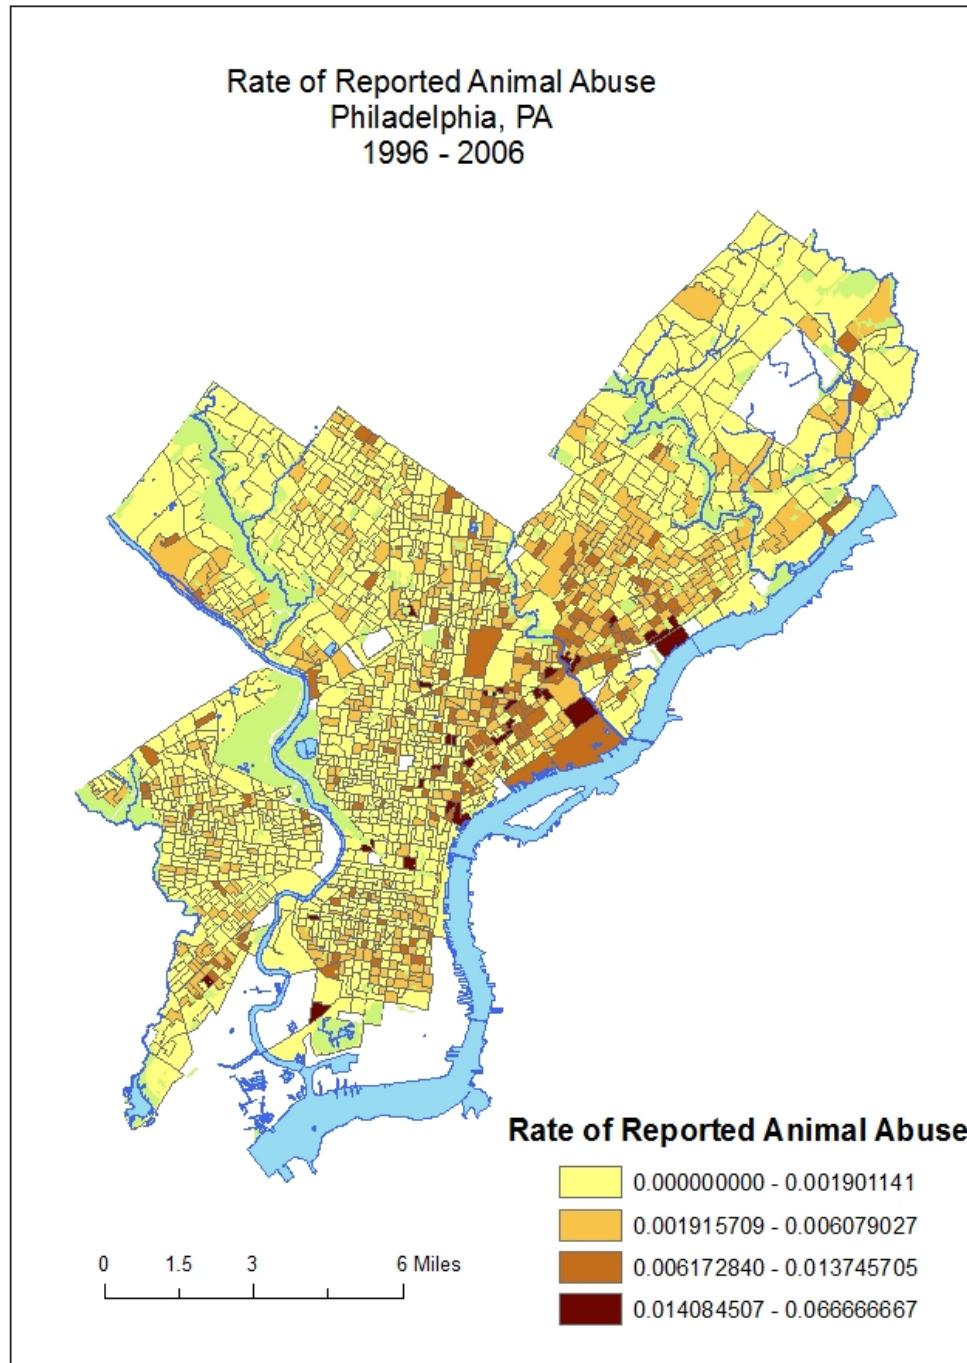 Rate of Reported Animal Abuse
Philadelphia, PA
1996 - 2006
Rate of Reported Animal Abuse
0.000000000 - 0.001901141
0.001915709 - 0.006079027
0.006172840 - 0.013745705
0.014084507 - 0.066666667
0 1.5 3 6 Miles